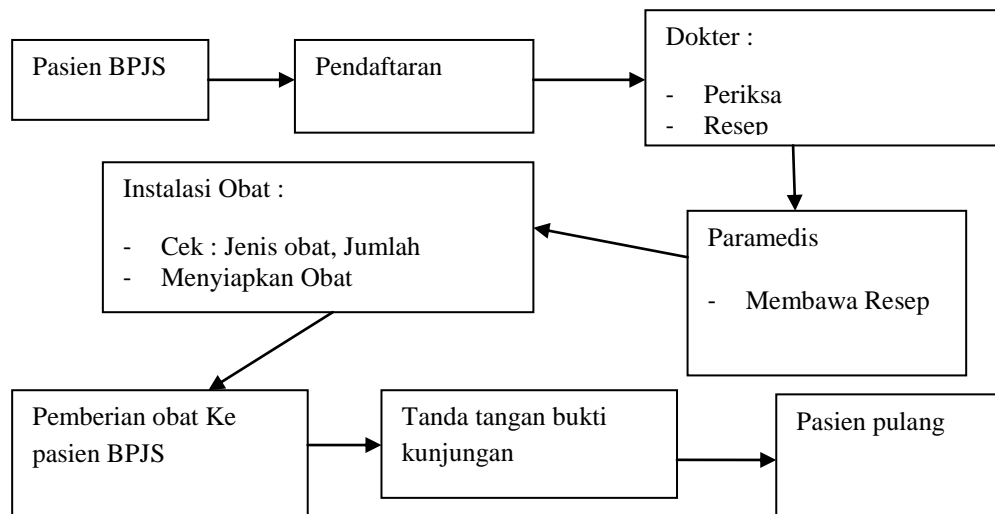 Pasien BPJS
Pendaftaran
Dokter :
- Periksa
- Resep
Instalasi Obat :
- Cek : Jenis obat, Jumlah
- Menyiapkan Obat
Paramedis
- Membawa Resep
Pemberian obat Ke
pasien BPJS
Tanda tangan bukti
kunjungan
Pasien pulang